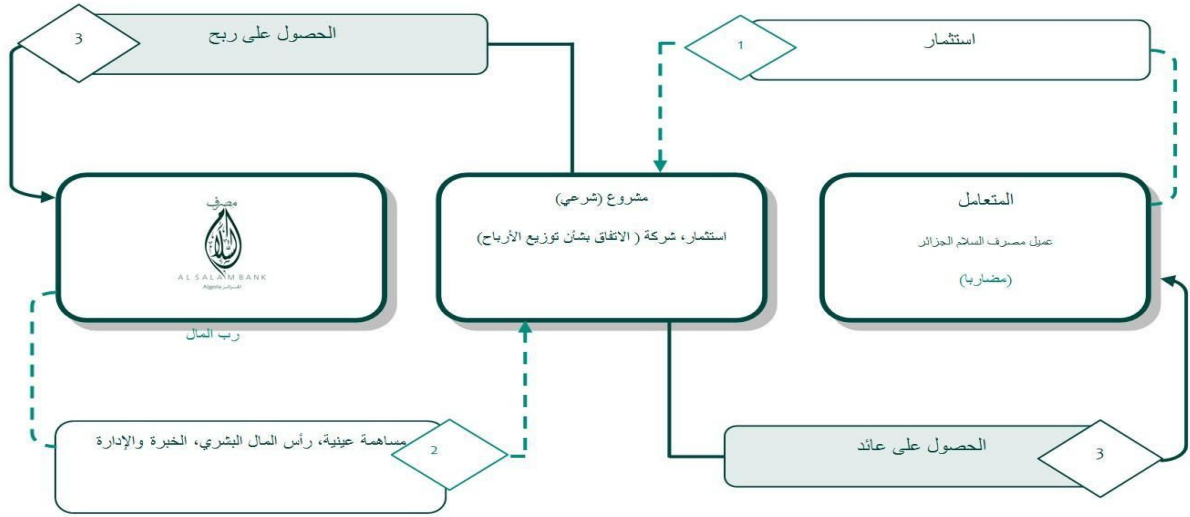 استثمار
1
الحصول على ربح
3
المتعامل
عميل مصرف السلام الجزائر
(مضاربا)
مشروع (شرعي)
استثمار، شركة ( الاتفاق بشأن توزيع الأرباح)
مصرف
السلام
AL SALAM BANK
Algeria الجزائر
رب المال
مساهمة عينية، رأس المال البشري، الخبرة والإدارة
2
الحصول على عائد
3